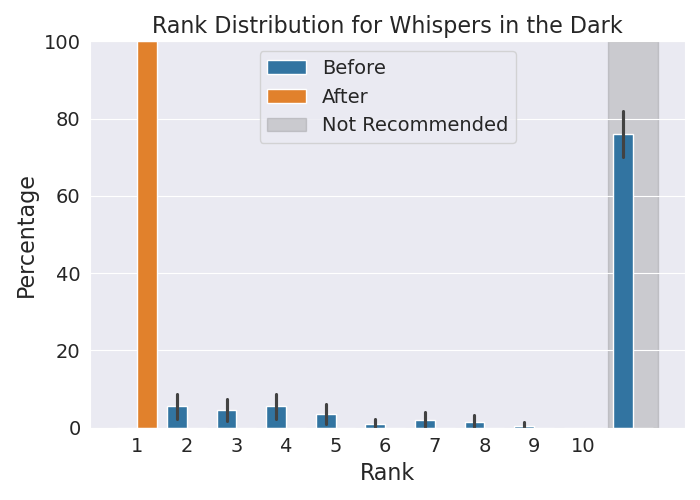 Rank Distribution for Whispers in the Dark
100
80
60
40
20
0
Percentage
Before
After
Not Recommended
1 2 3 4 5 6 7 8 9 10
Rank